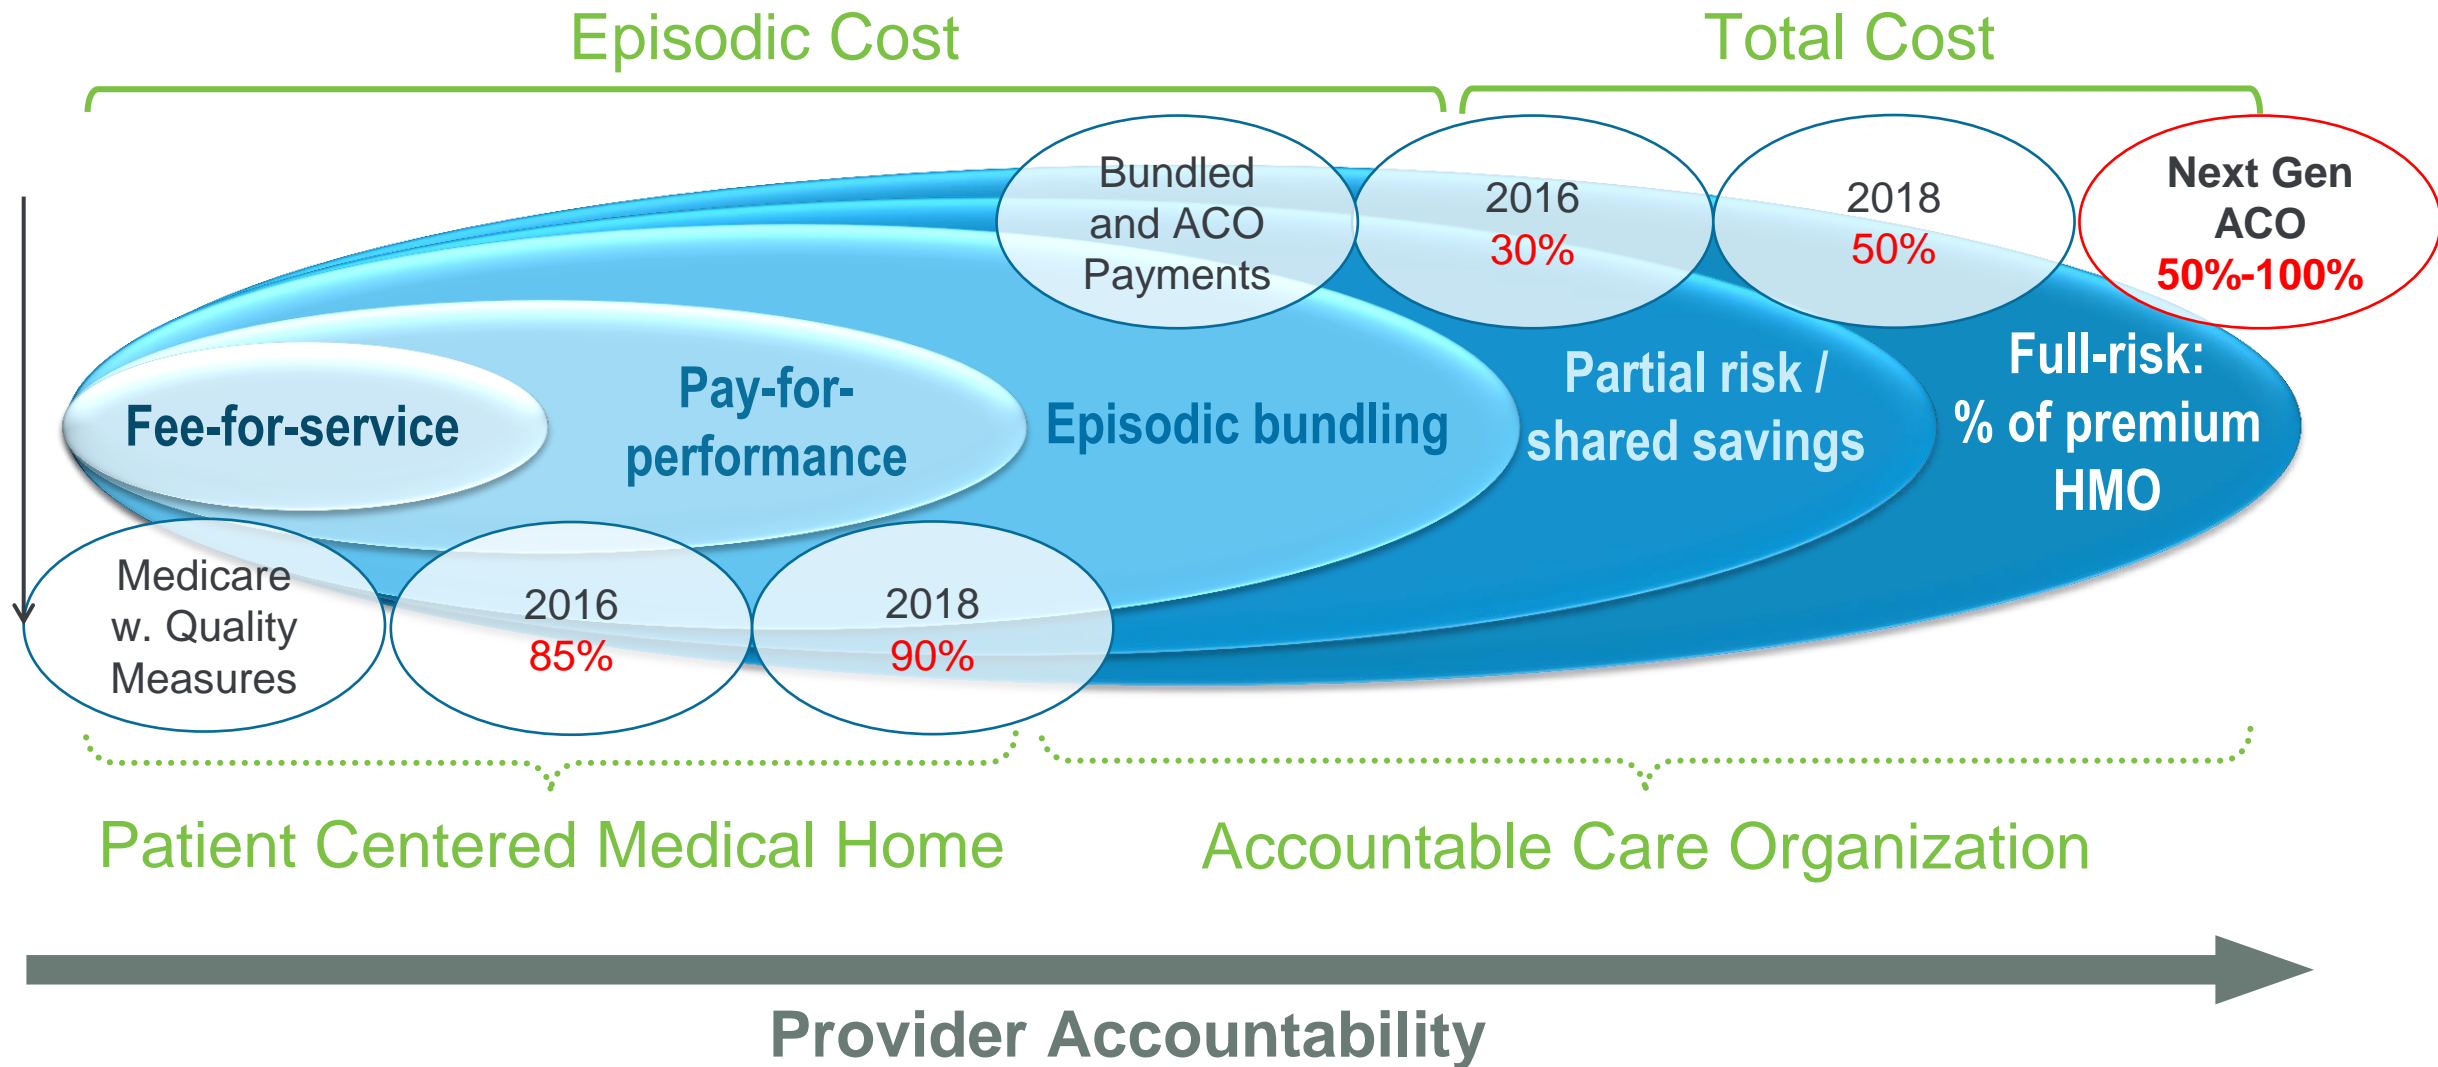 Episodic Cost
Total Cost
Bundled
and ACO
Payments
2016
30%
2018
50%
Next Gen
ACO
50%-100%
Fee-for-service
Pay-for-
performance
Episodic bundling
Partial risk /
shared savings
Full-risk:
% of premium
HMO
Medicare
w. Quality
Measures
2016
85%
2018
90%
Patient Centered Medical Home
Accountable Care Organization
Provider Accountability